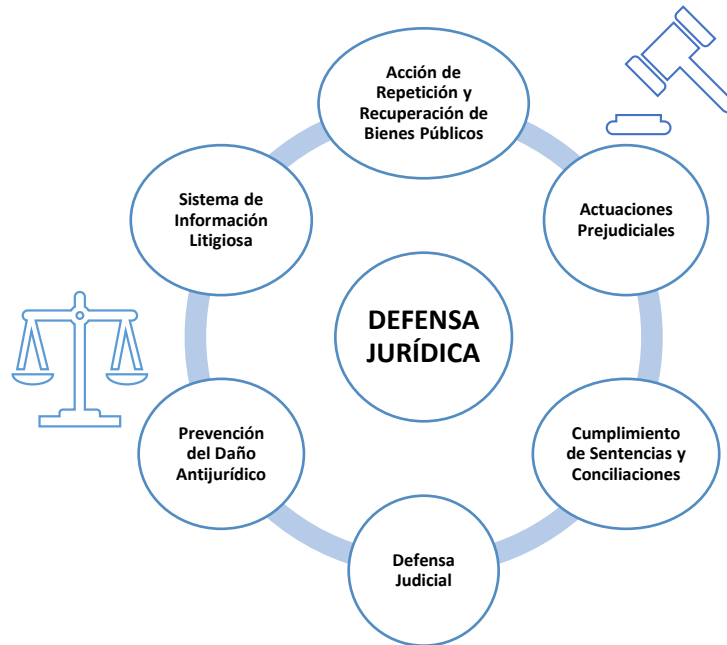 Acción de
Repetición y
Recuperación de
Bienes Públicos
Actuaciones
Prejudiciales
Cumplimiento
de Sentencias y
Conciliaciones
Defensa
Judicial
Prevención
del Daño
Antijurídico
Sistema de
Información
Litigiosa
DEFENSA
JURÍDICA